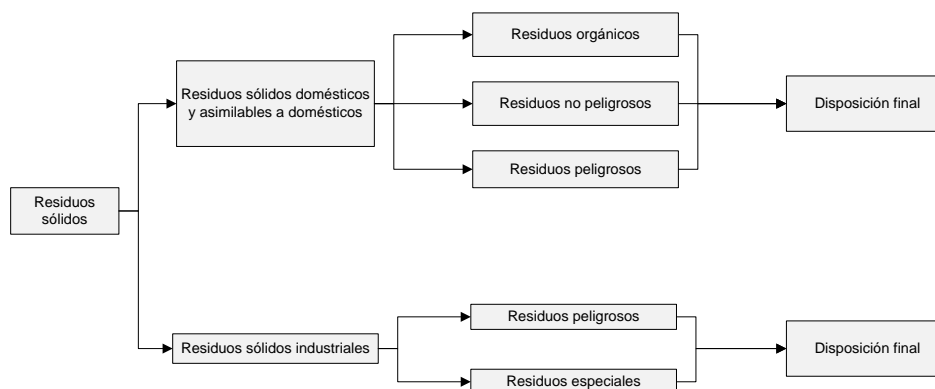 Residuos orgánicos
Residuos sólidos domésticos
y asimilables a domésticos
Residuos no peligrosos
Disposición final
Residuos peligrosos
Residuos
sólidos
Residuos peligrosos
Residuos sólidos industriales
Disposición final
Residuos especiales